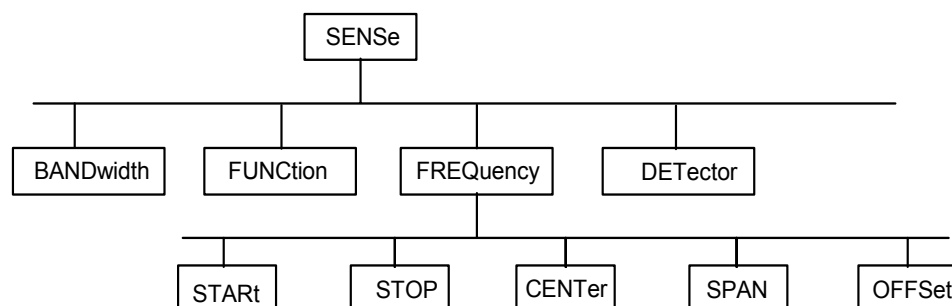 SENSe
BANDwidth FUNCtion FREQuency DETector
STARt STOP CENTer SPAN OFFSet